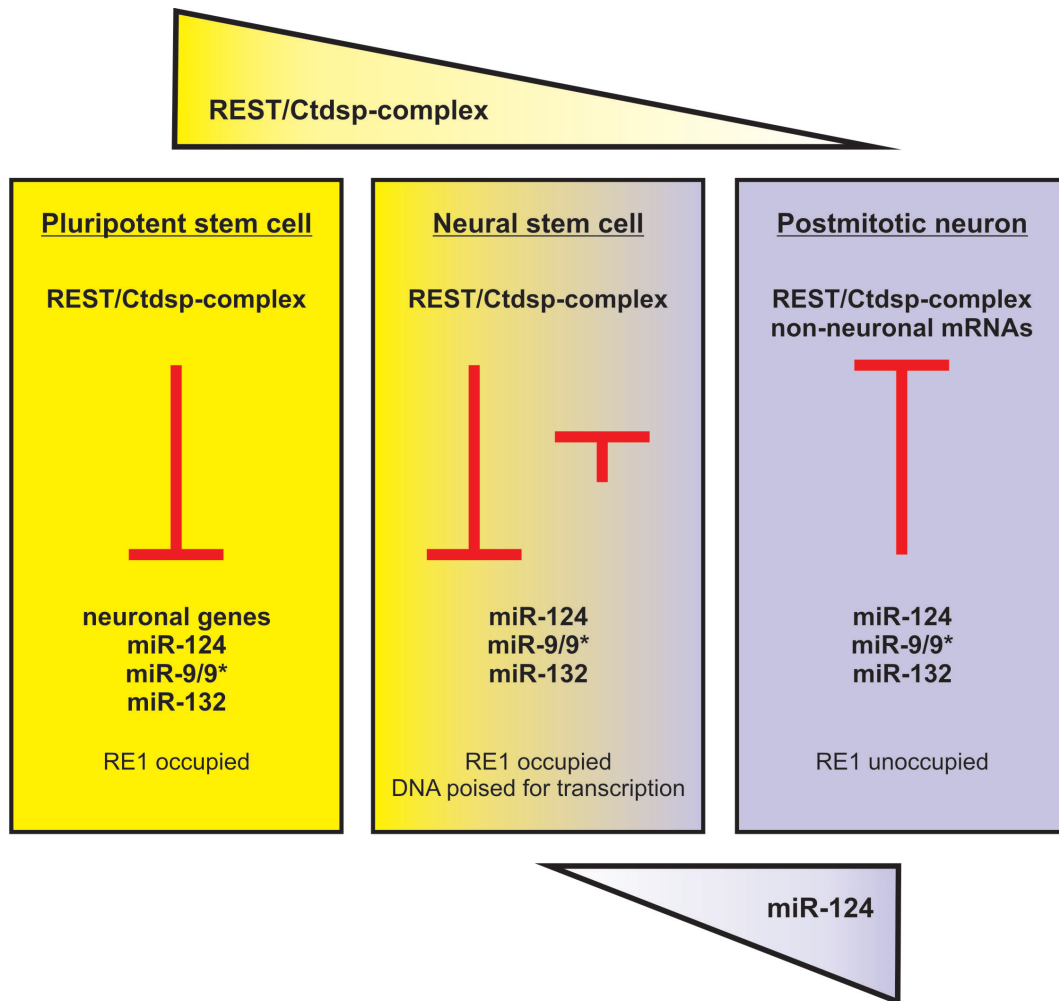 REST/Ctdsp-complex
Pluripotent stem cell
REST/Ctdsp-complex
neuronal genes
miR-124
miR-9/9*
miR-132
RE1 occupied
Neural stem cell
REST/Ctdsp-complex
miR-124
miR-9/9*
miR-132
RE1 occupied
DNA poised for transcription
Postmitotic neuron
REST/Ctdsp-complex
non-neuronal mRNAs
miR-124
miR-9/9*
miR-132
RE1 unoccupied
miR-124